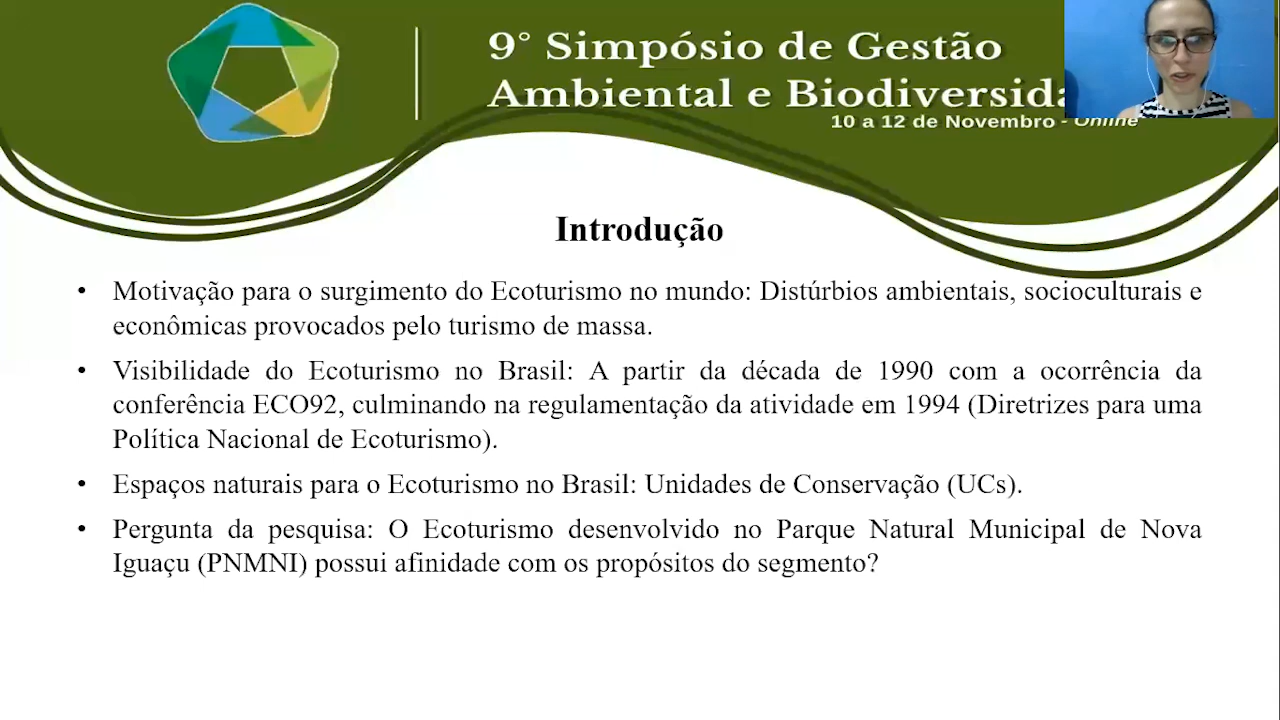 9° Simpósio de Gestão
Ambiental e
10 a 12 de Novembro - Online
Introdução
• Motivação para o surgimento do Ecoturismo no mundo: Distúrbios ambientais, socioculturais e
econômicas provocados pelo turismo de massa.
• Visibilidade do Ecoturismo no Brasil: A partir da década de 1990 com a ocorrência da
conferência ECO92, culminando na regulamentação da atividade em 1994 (Diretrizes para uma
Política Nacional de Ecoturismo).
• Espaços naturais para o Ecoturismo no Brasil: Unidades de Conservação (UCs).
• Pergunta da pesquisa: O Ecoturismo desenvolvido no Parque Natural Municipal de Nova
Iguaçu (PNMNI) possui afinidade com os propósitos do segmento?